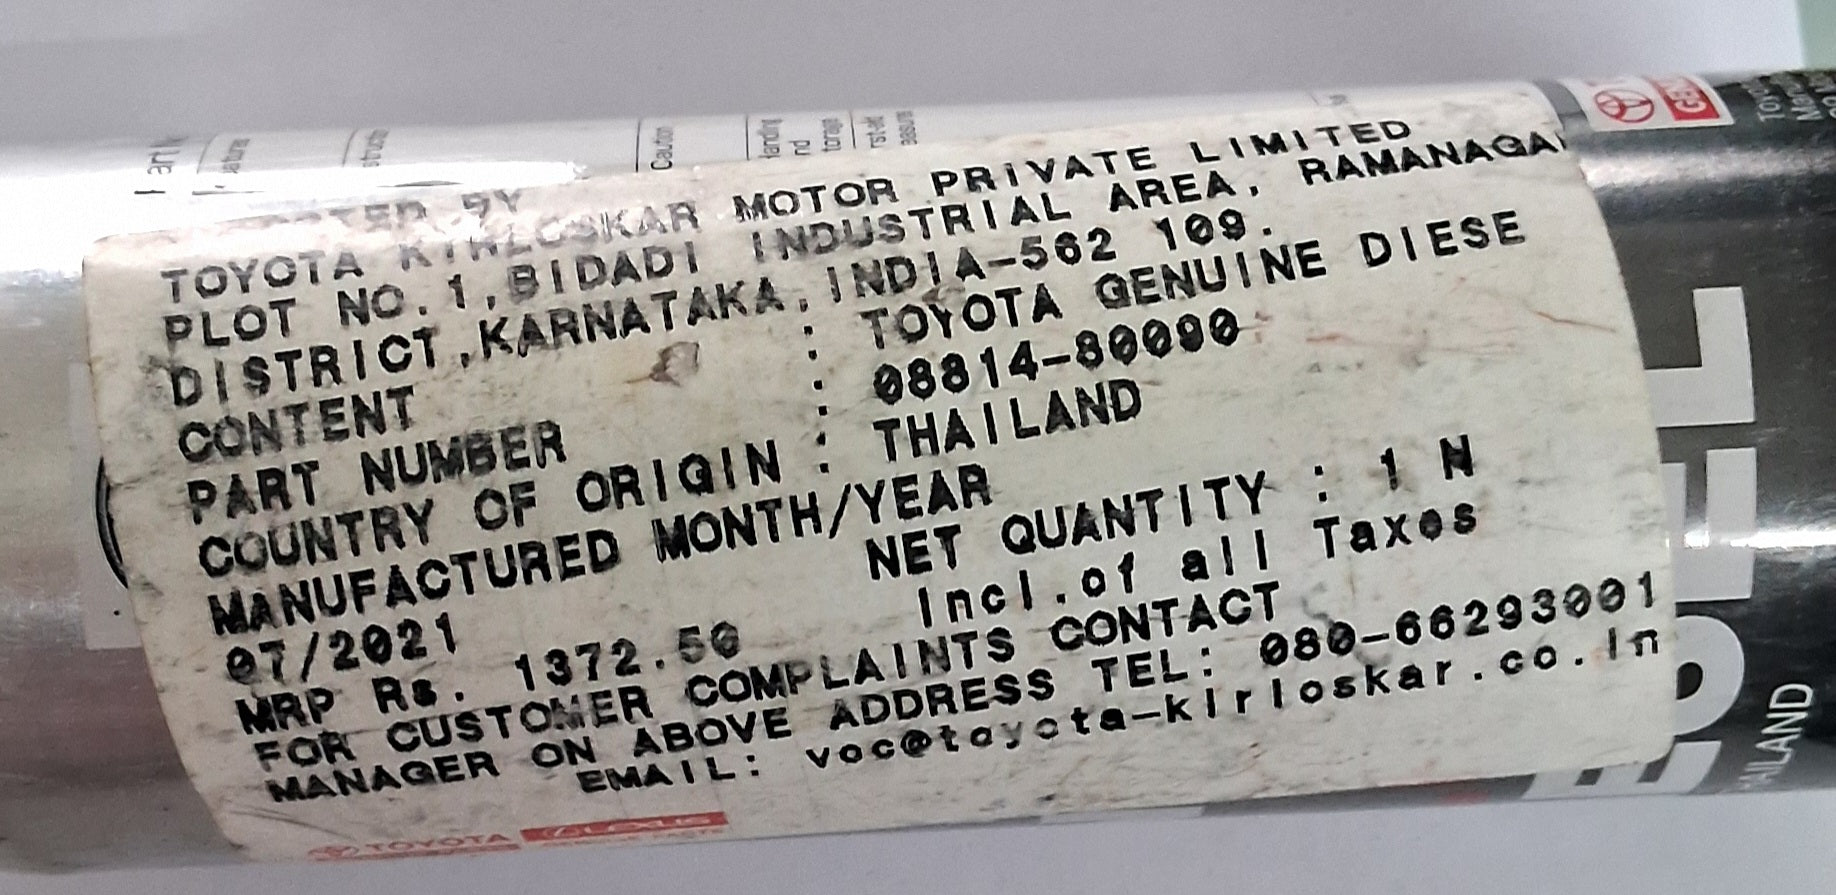 TOYOTA KIRLOSKAR MOTOR PRIVATE LIMITED
PLOT NO.1,BIDADI INDUSTRIAL AREA, RAMANAGA
DISTRICT,KARNATAKA,INDIA-562 109.
CONTENT : TOYOTA GENUINE DIESE
PART NUMBER : 08814-80090
COUNTRY OF ORIGIN : THAILAND
MANUFACTURED MONTH/YEAR
07/2021 NET QUANTITY : 1 N
MRP Rs. 1372.50 Incl.of all Taxes
FOR CUSTOMER COMPLAINTS CONTACT
MANAGER ON ABOVE ADDRESS TEL: 080-66293001
EMAIL: voc@toyota-kirloskar.co.in
TOYOTA LEXUS
Caution